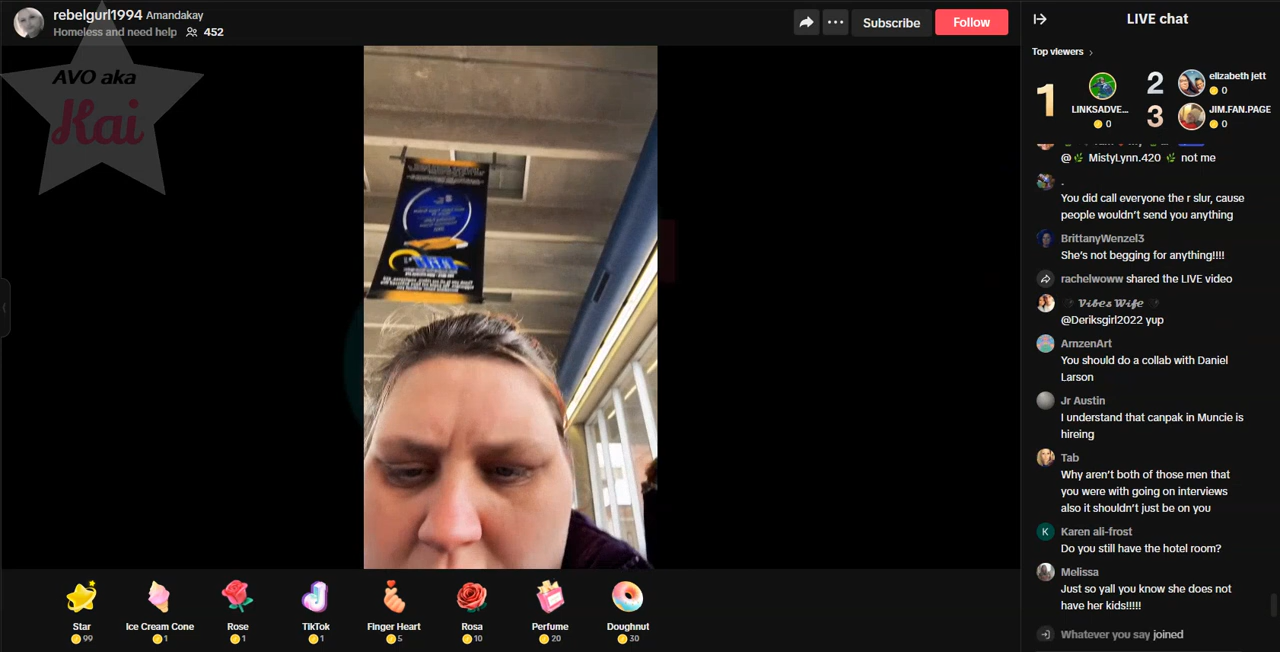 rebelgurl1994 Amandakay
Homeless and need help 452
Subscribe
Follow
AVO aka
Kai
Star
99
Ice Cream Cone
1
Rose
1
TikTok
1
Finger Heart
5
Rosa
10
Perfume
20
Doughnut
30
LIVE chat
Top viewers
1
LINKSADVE...
0
2
elizabeth jett
0
3
JIM.FAN.PAGE
0
@🌿 MistyLynn.420 🌿 not me
.
You did call everyone the r slur, cause
people wouldn't send you anything
BrittanyWenzel3
She's not begging for anything!!!!
rachelwoww shared the LIVE video
𝓥𝓲𝓫𝓮𝓼 𝓦𝓲𝓯𝓮
@Deriksgirl2022 yup
AmzenArt
You should do a collab with Daniel
Larson
Jr Austin
I understand that canpak in Muncie is
hireing
Tab
Why aren't both of those men that
you were with going on interviews
also it shouldn't just be on you
K
Karen ali-frost
Do you still have the hotel room?
Melissa
Just so yall you know she does not
have her kids!!!!!
Whatever you say joined